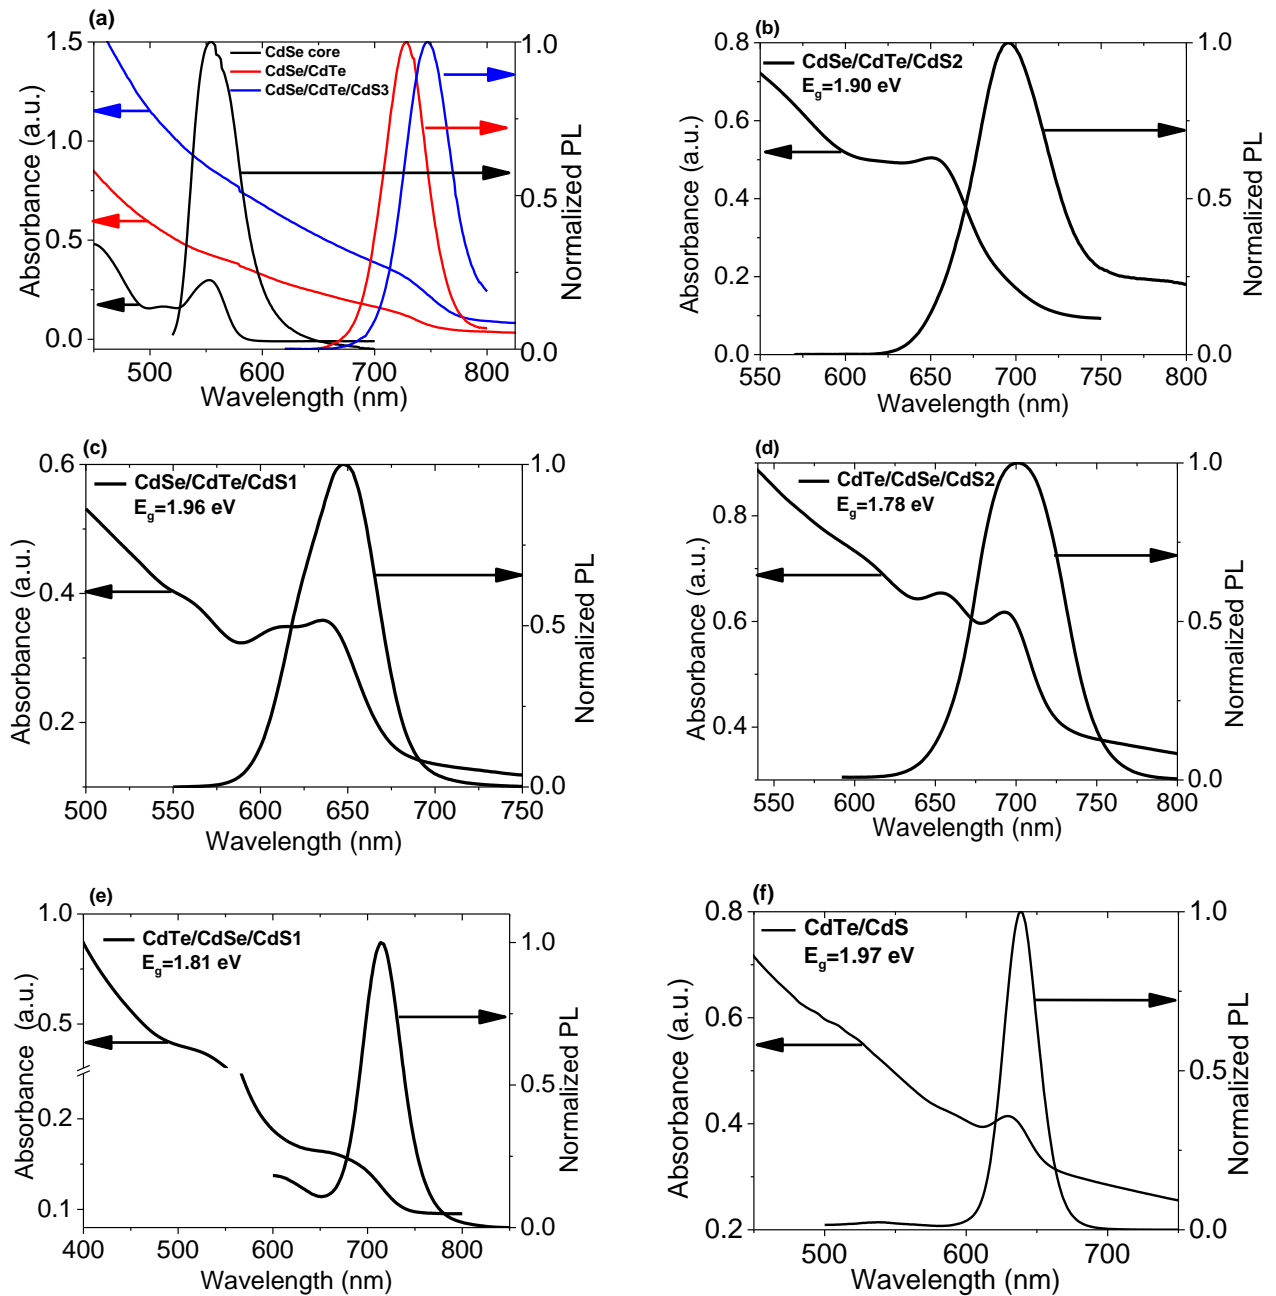 (a)
CdSe core
CdSe/CdTe
CdSe/CdTe/CdS3
1.5
1.0
0.5
0.0
1.0
0.5
0.0
500 600 700 800
Absorbance (a.u.)
Normalized PL
Wavelength (nm)
(b)
CdSe/CdTe/CdS2
Eg=1.90 eV
0.8
0.6
0.4
0.2
0.0
1.0
0.5
0.0
550 600 650 700 750 800
Absorbance (a.u.)
Normalized PL
Wavelength (nm)
(c)
CdSe/CdTe/CdS1
Eg=1.96 eV
0.6
0.4
0.2
1.0
0.5
0.0
500 550 600 650 700 750
Absorbance (a.u.)
Normalized PL
Wavelength (nm)
(d)
CdTe/CdSe/CdS2
Eg=1.78 eV
0.8
0.6
0.4
1.0
0.5
0.0
550 600 650 700 750 800
Absorbance (a.u.)
Normalized PL
Wavelength (nm)
(e)
CdTe/CdSe/CdS1
Eg=1.81 eV
1.0
0.5
0.2
0.1
1.0
0.5
0.0
400 500 600 700 800
Absorbance (a.u.)
Normalized PL
Wavelength (nm)
(f)
CdTe/CdS
Eg=1.97 eV
0.8
0.6
0.4
0.2
1.0
0.5
0.0
500 600 700
Absorbance (a.u.)
Normalized PL
Wavelength (nm)